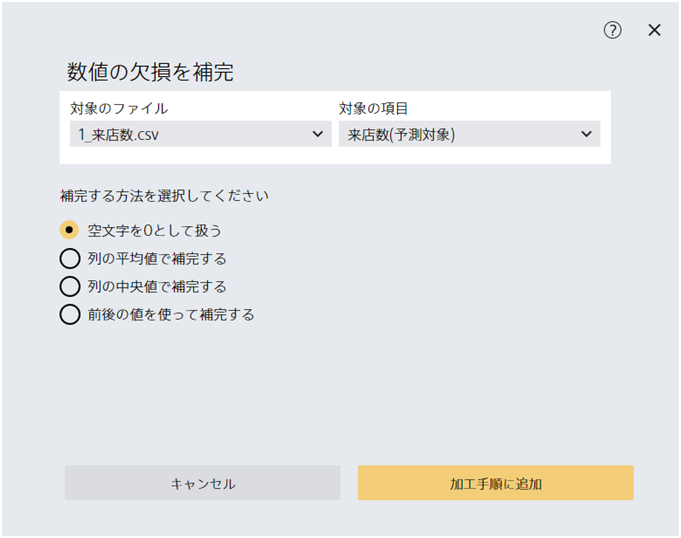 ?
数値の欠損を補完
対象のファイル 対象の項目
1_来店数.csv 来店数(予測対象)
補完する方法を選択してください
空文字を0として扱う
列の平均値で補完する
列の中央値で補完する
前後の値を使って補完する
キャンセル 加工手順に追加